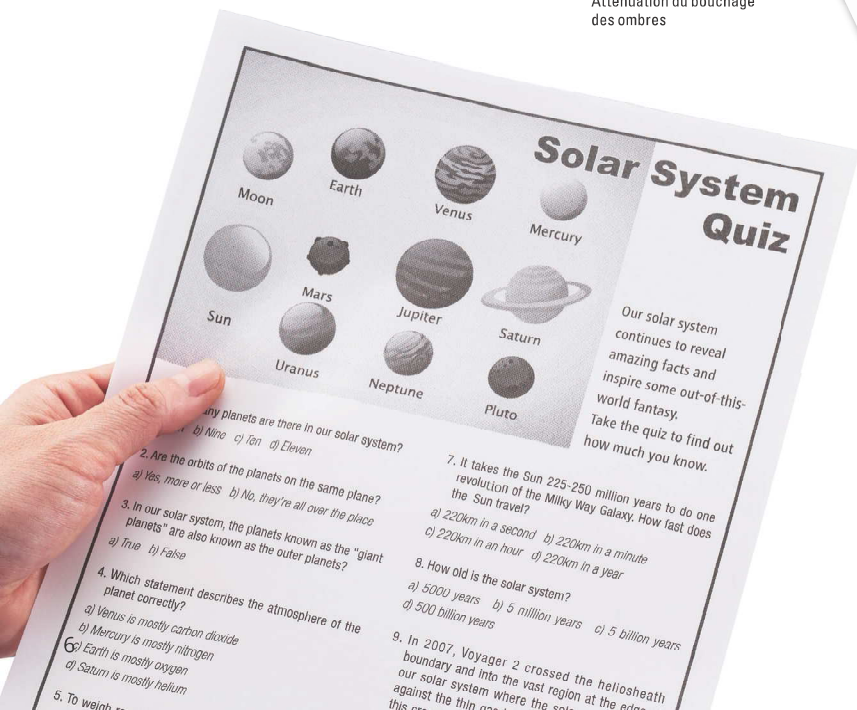 Atténuation du bouchage
des ombres
Solar System
Quiz
Moon
Earth
Venus
Mercury
Sun
Mars
Jupiter
Saturn
Uranus
Neptune
Pluto
Our solar system
continues to reveal
amazing facts and
inspire some out-of-this-
world fantasy.
Take the quiz to find out
how much you know.
planets are there in our solar system?
b) Nine c) Ten d) Eleven
2. Are the orbits of the planets on the same plane?
a) Yes, more or less b) No, they're all over the place
3. In our solar system, the planets known as the "giant
planets" are also known as the outer planets?
a) True b) False
4. Which statement describes the atmosphere of the
planet correctly?
a) Venus is mostly carbon dioxide
b) Mercury is mostly nitrogen
c) Earth is mostly oxygen
d) Saturn is mostly helium
5. To weigh
7. It takes the Sun 225-250 million years to do one
revolution of the Milky Way Galaxy. How fast does
the Sun travel?
a) 220km in a second b) 220km in a minute
c) 220km in an hour d) 220km in a year
8. How old is the solar system?
a) 5000 years b) 5 million years c) 5 billion years
d) 500 billion years
9. In 2007, Voyager 2 crossed the heliosheath
boundary and into the vast region at the edge
our solar system where the
against the thin
this
6